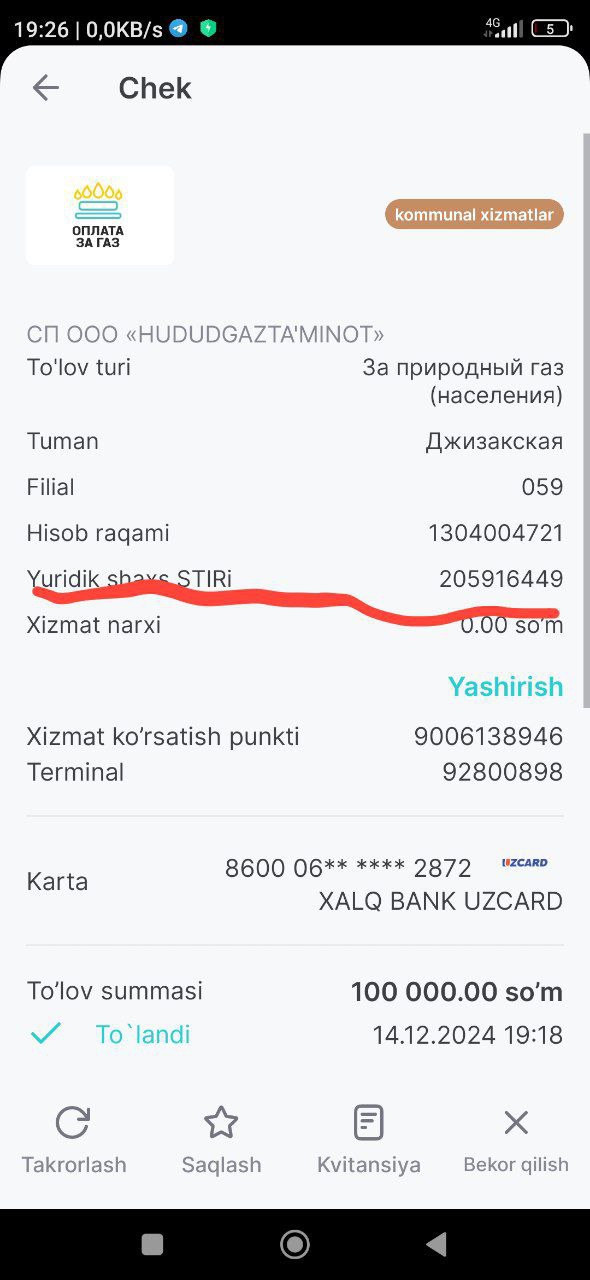 19:26 | 0,0KB/s 4G 5
Chek
ОПЛАТА
ЗА ГАЗ
kommunal xizmatlar
СП ООО «HUDUDGAZTA'MINOT»
To'lov turi За природный газ
(населения)
Tuman Джизакская
Filial 059
Hisob raqami 1304004721
Yuridik shaxs STIRi 205916449
Xizmat narxi 0.00 so’m
Yashirish
Xizmat ko’rsatish punkti 9006138946
Terminal 92800898
Karta 8600 06** **** 2872 UZCARD
XALQ BANK UZCARD
To’lov summasi 100 000.00 so’m
To`landi 14.12.2024 19:18
Takrorlash Saqlash Kvitansiya Bekor qilish